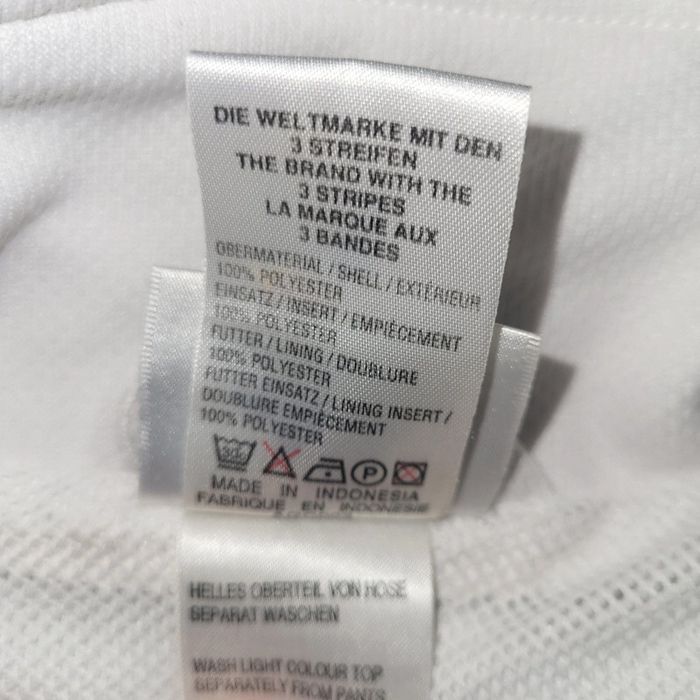 DIE WELTMARKE MIT DEN
3 STREIFEN
THE BRAND WITH THE
3 STRIPES
LA MARQUE AUX
3 BANDES
OBERMATERIAL / SHELL / EXTÉRIEUR
100% POLYESTER
EINSATZ / INSERT / EMPIÈCEMENT
100% POLYESTER
FUTTER / LINING / DOUBLURE
100% POLYESTER
FUTTER EINSATZ / LINING INSERT /
DOUBLURE EMPIÈCEMENT
100% POLYESTER
30 P
MADE IN INDONESIA
FABRIQUE EN INDONESIE
HELLES OBERTEIL VON HOSE
SEPARAT WASCHEN
WASH LIGHT COLOUR TOP
SEPARATELY FROM PANTS